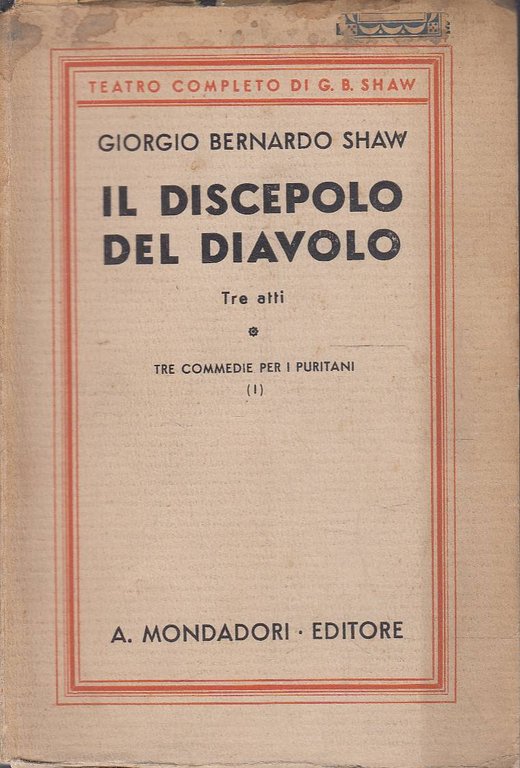 TEATRO COMPLETO DI G. B. SHAW
GIORGIO BERNARDO SHAW
IL DISCEPOLO
DEL DIAVOLO
Tre atti
TRE COMMEDIE PER I PURITANI
(I)
A. MONDADORI · EDITORE